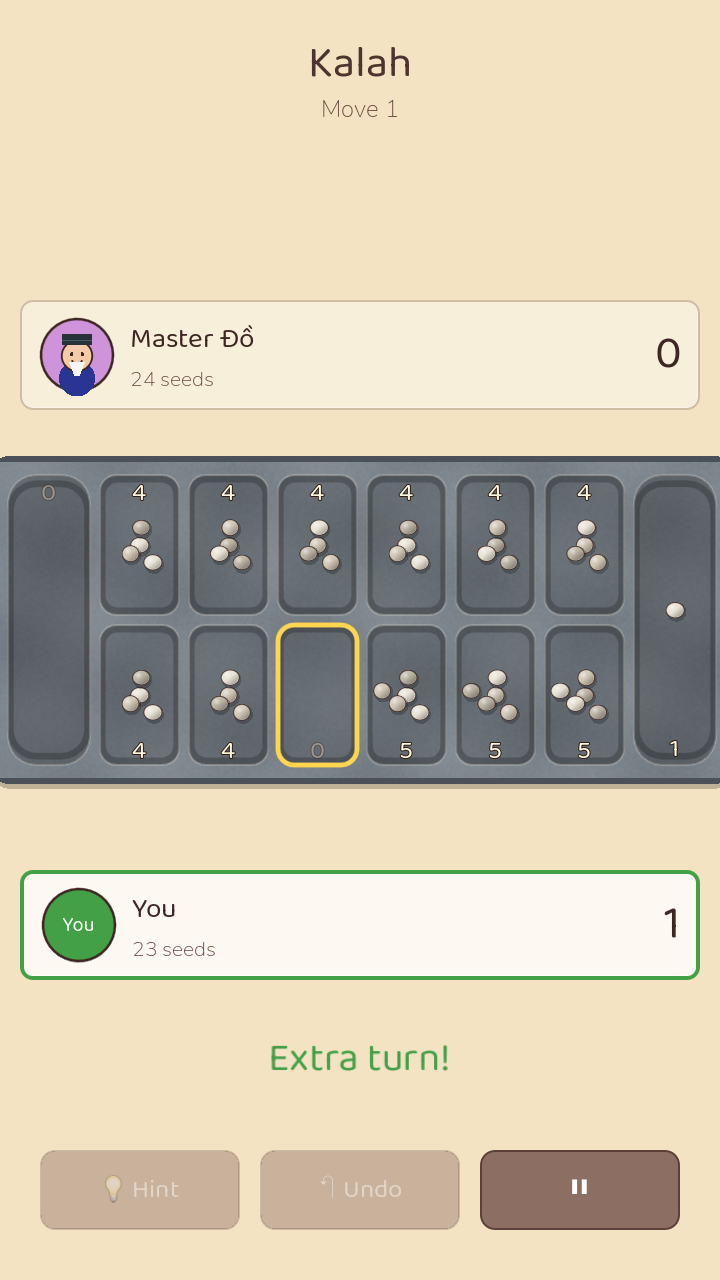 Kalah
Move 1
Master Đồ
24 seeds
0
0 4 4 4 4 4 4
4 4 0 5 5 5 1
You
You
23 seeds
1
Extra turn!
Hint
Undo